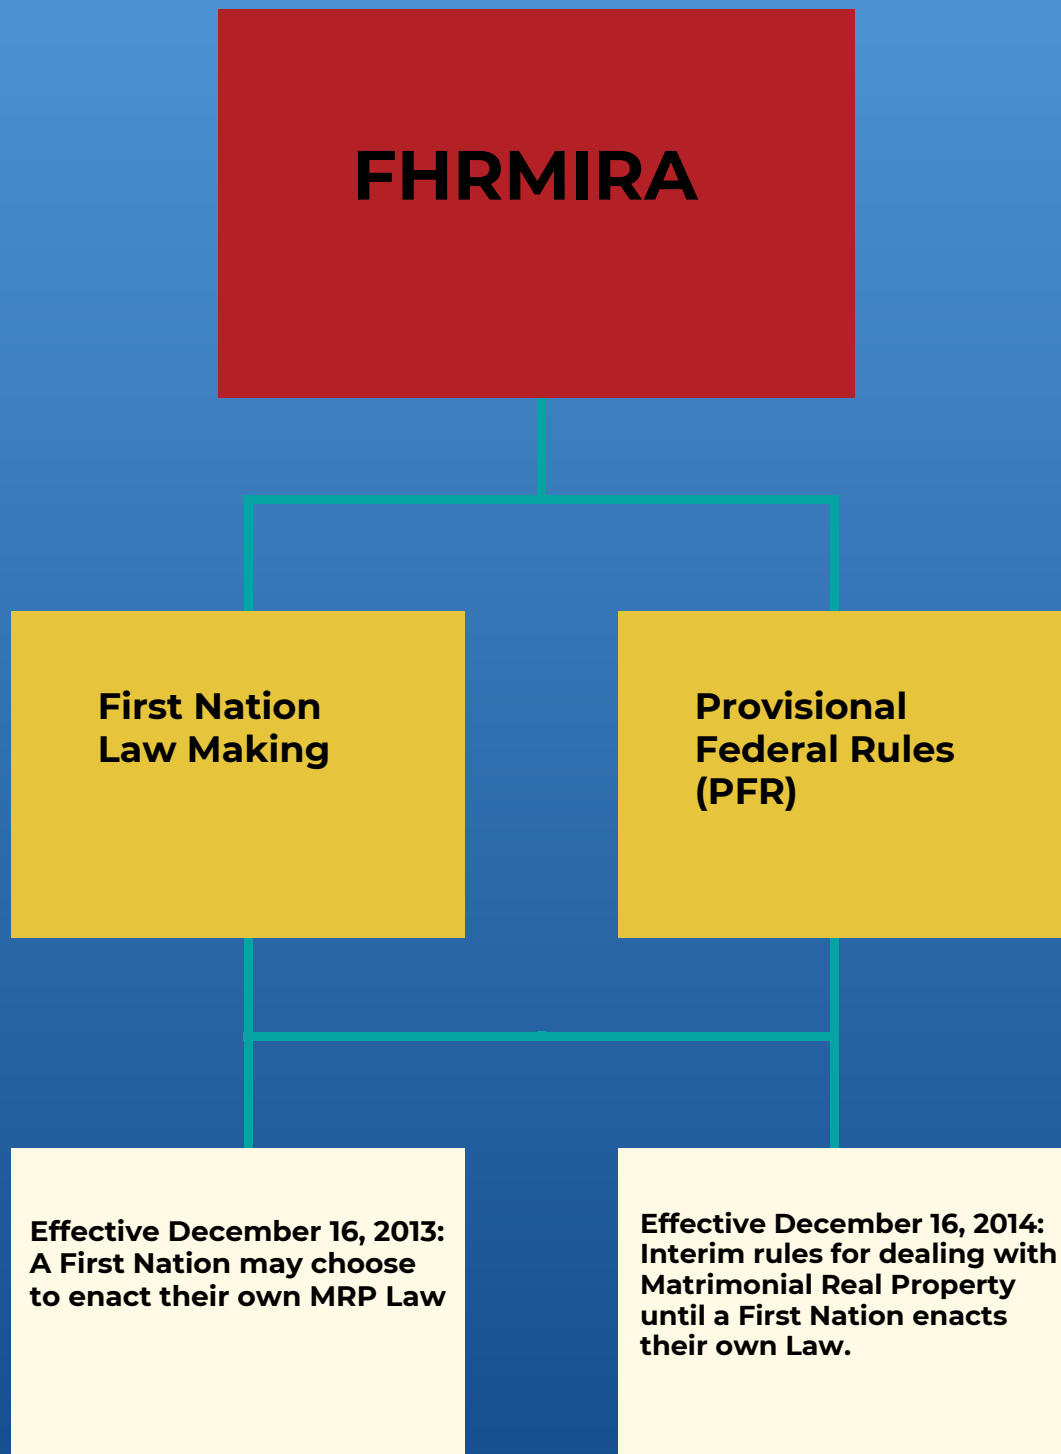 FHRMIRA
First Nation
Law Making
Provisional
Federal Rules
(PFR)
Effective December 16, 2013:
A First Nation may choose
to enact their own MRP Law
Effective December 16, 2014:
Interim rules for dealing with
Matrimonial Real Property
until a First Nation enacts
their own Law.